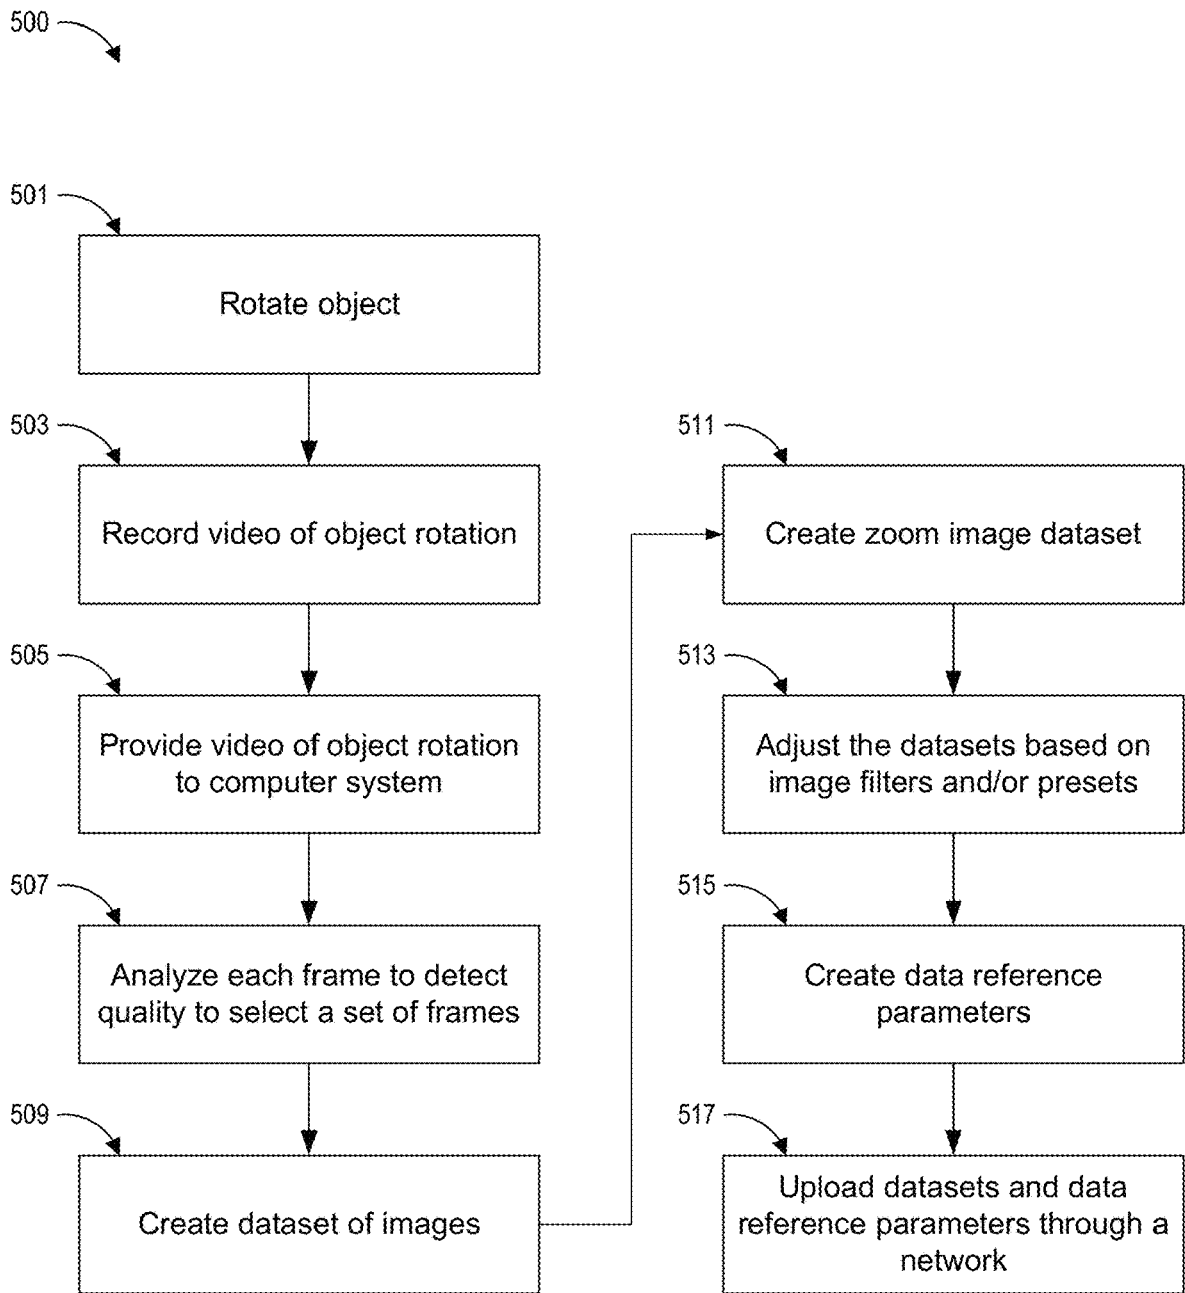 500
501
Rotate object
503
Record video of object rotation
505
Provide video of object rotation
to computer system
507
Analyze each frame to detect
quality to select a set of frames
509
Create dataset of images
511
Create zoom image dataset
513
Adjust the datasets based on
image filters and/or presets
515
Create data reference
parameters
517
Upload datasets and data
reference parameters through a
network